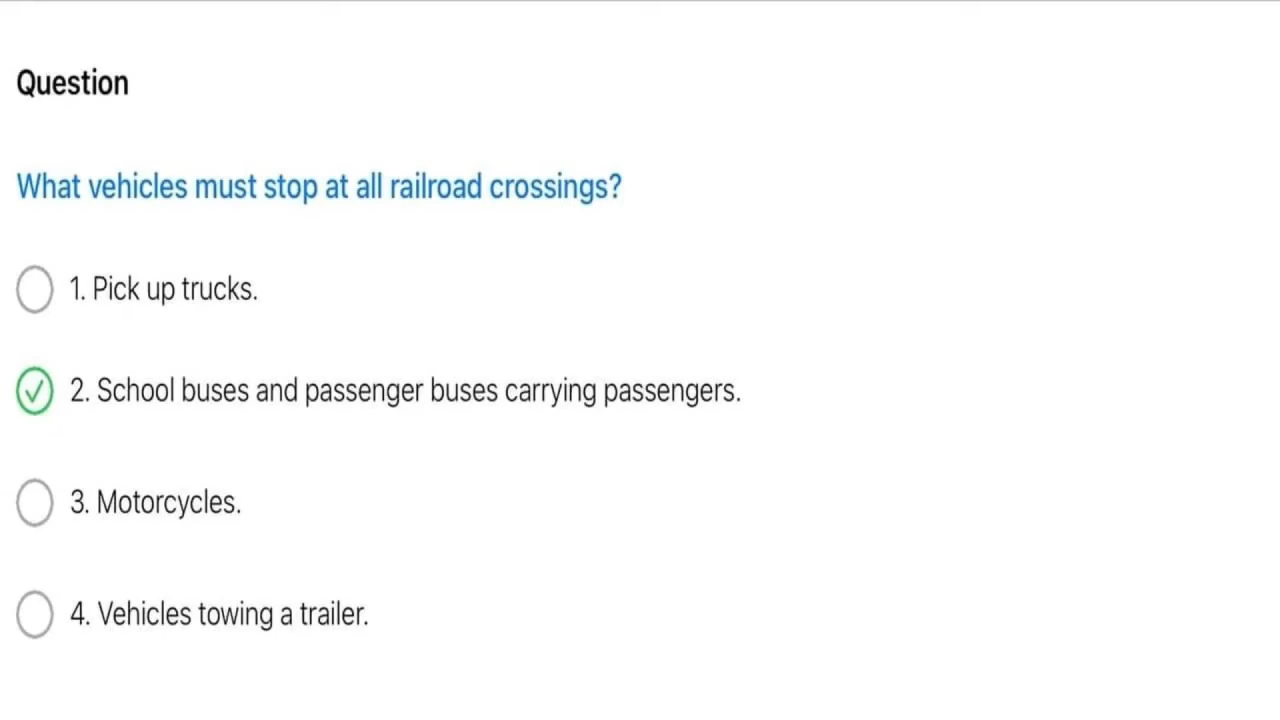 Question
What vehicles must stop at all railroad crossings?
1. Pick up trucks.
2. School buses and passenger buses carrying passengers.
3. Motorcycles.
4. Vehicles towing a trailer.